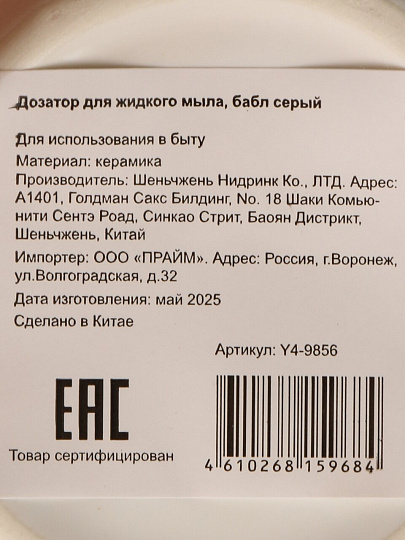 Дозатор для жидкого мыла, бабл серый
Для использования в быту
Материал: керамика
Производитель: Шеньчжень Нидринк Ко., ЛТД. Адрес:
А1401, Голдман Сакс Билдинг, No. 18 Шаки Комью-
нити Сентэ Роад, Синкао Стрит, Баоян Дистрикт,
Шеньчжень, Китай
Импортер: ООО «ПРАЙМ». Адрес: Россия, г.Воронеж,
ул.Волгоградская, д.32
Дата изготовления: май 2025
Сделано в Китае
Артикул: Y4-9856
EAC
Товар сертифицирован
4 610268 159684